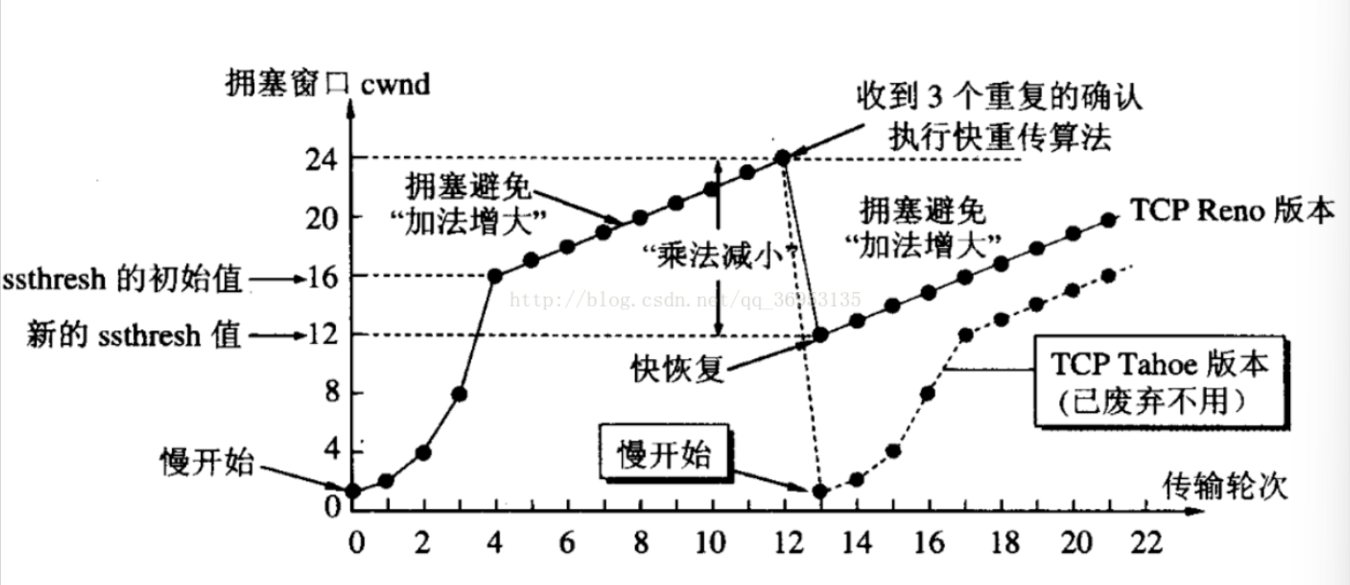 拥塞窗口 cwnd
收到 3 个重复的确认
执行快重传算法
24
拥塞避免
“加法增大”
拥塞避免
“加法增大”
TCP Reno 版本
20
“乘法减小”
ssthresh 的初始值
16
http://blog.csdn.net/qq_36953135
新的 ssthresh 值
12
快恢复
TCP Tahoe 版本
(已废弃不用)
8
4
慢开始
慢开始
传输轮次
0
0 2 4 6 8 10 12 14 16 18 20 22